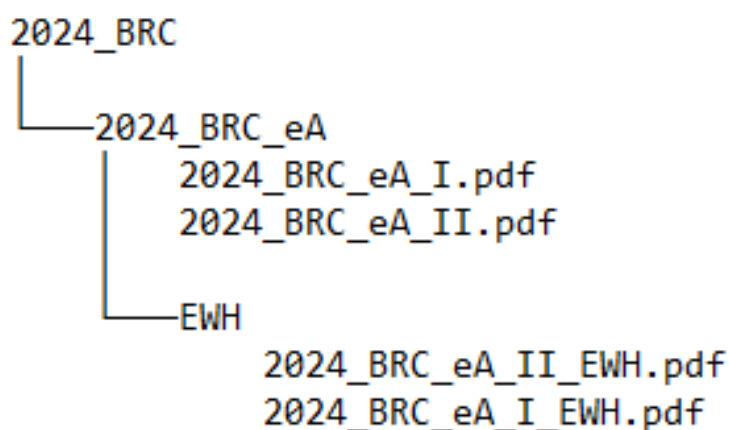 2024_BRC
2024_BRC_eA
2024_BRC_eA_I.pdf
2024_BRC_eA_II.pdf
EWH
2024_BRC_eA_II_EWH.pdf
2024_BRC_eA_I_EWH.pdf